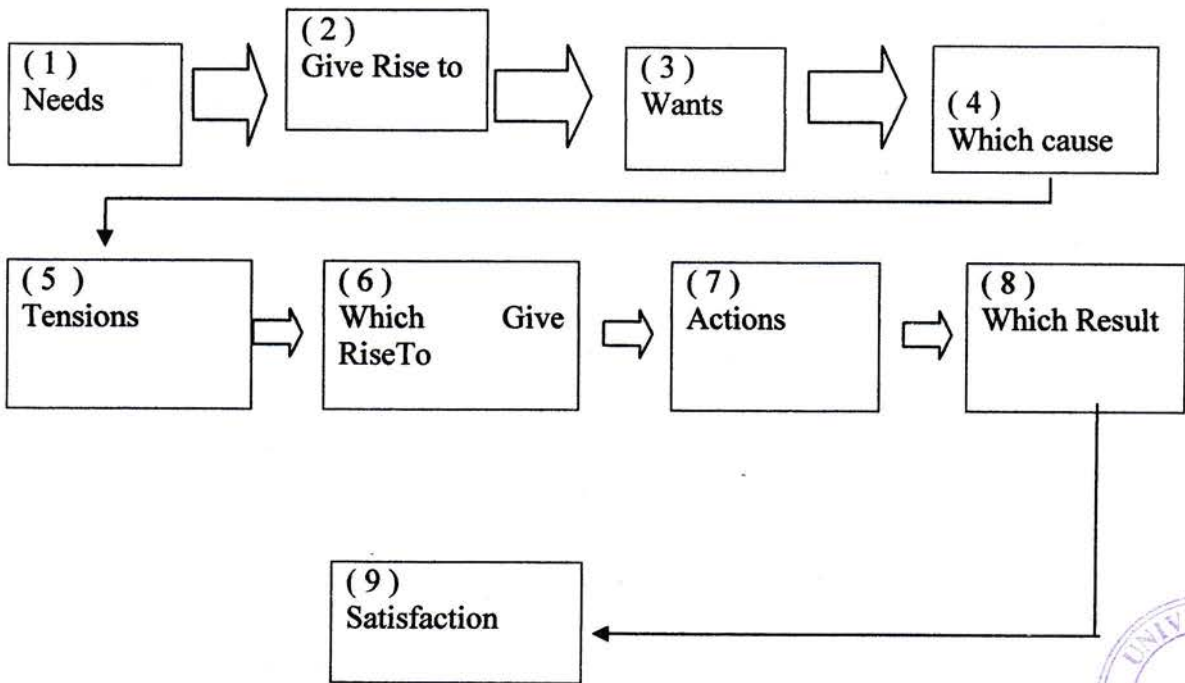 ( 1 )
Needs
( 2 )
Give Rise to
( 3 )
Wants
( 4 )
Which cause
( 5 )
Tensions
( 6 )
Which Give
RiseTo
( 7 )
Actions
( 8 )
Which Result
( 9 )
Satisfaction
UNIV